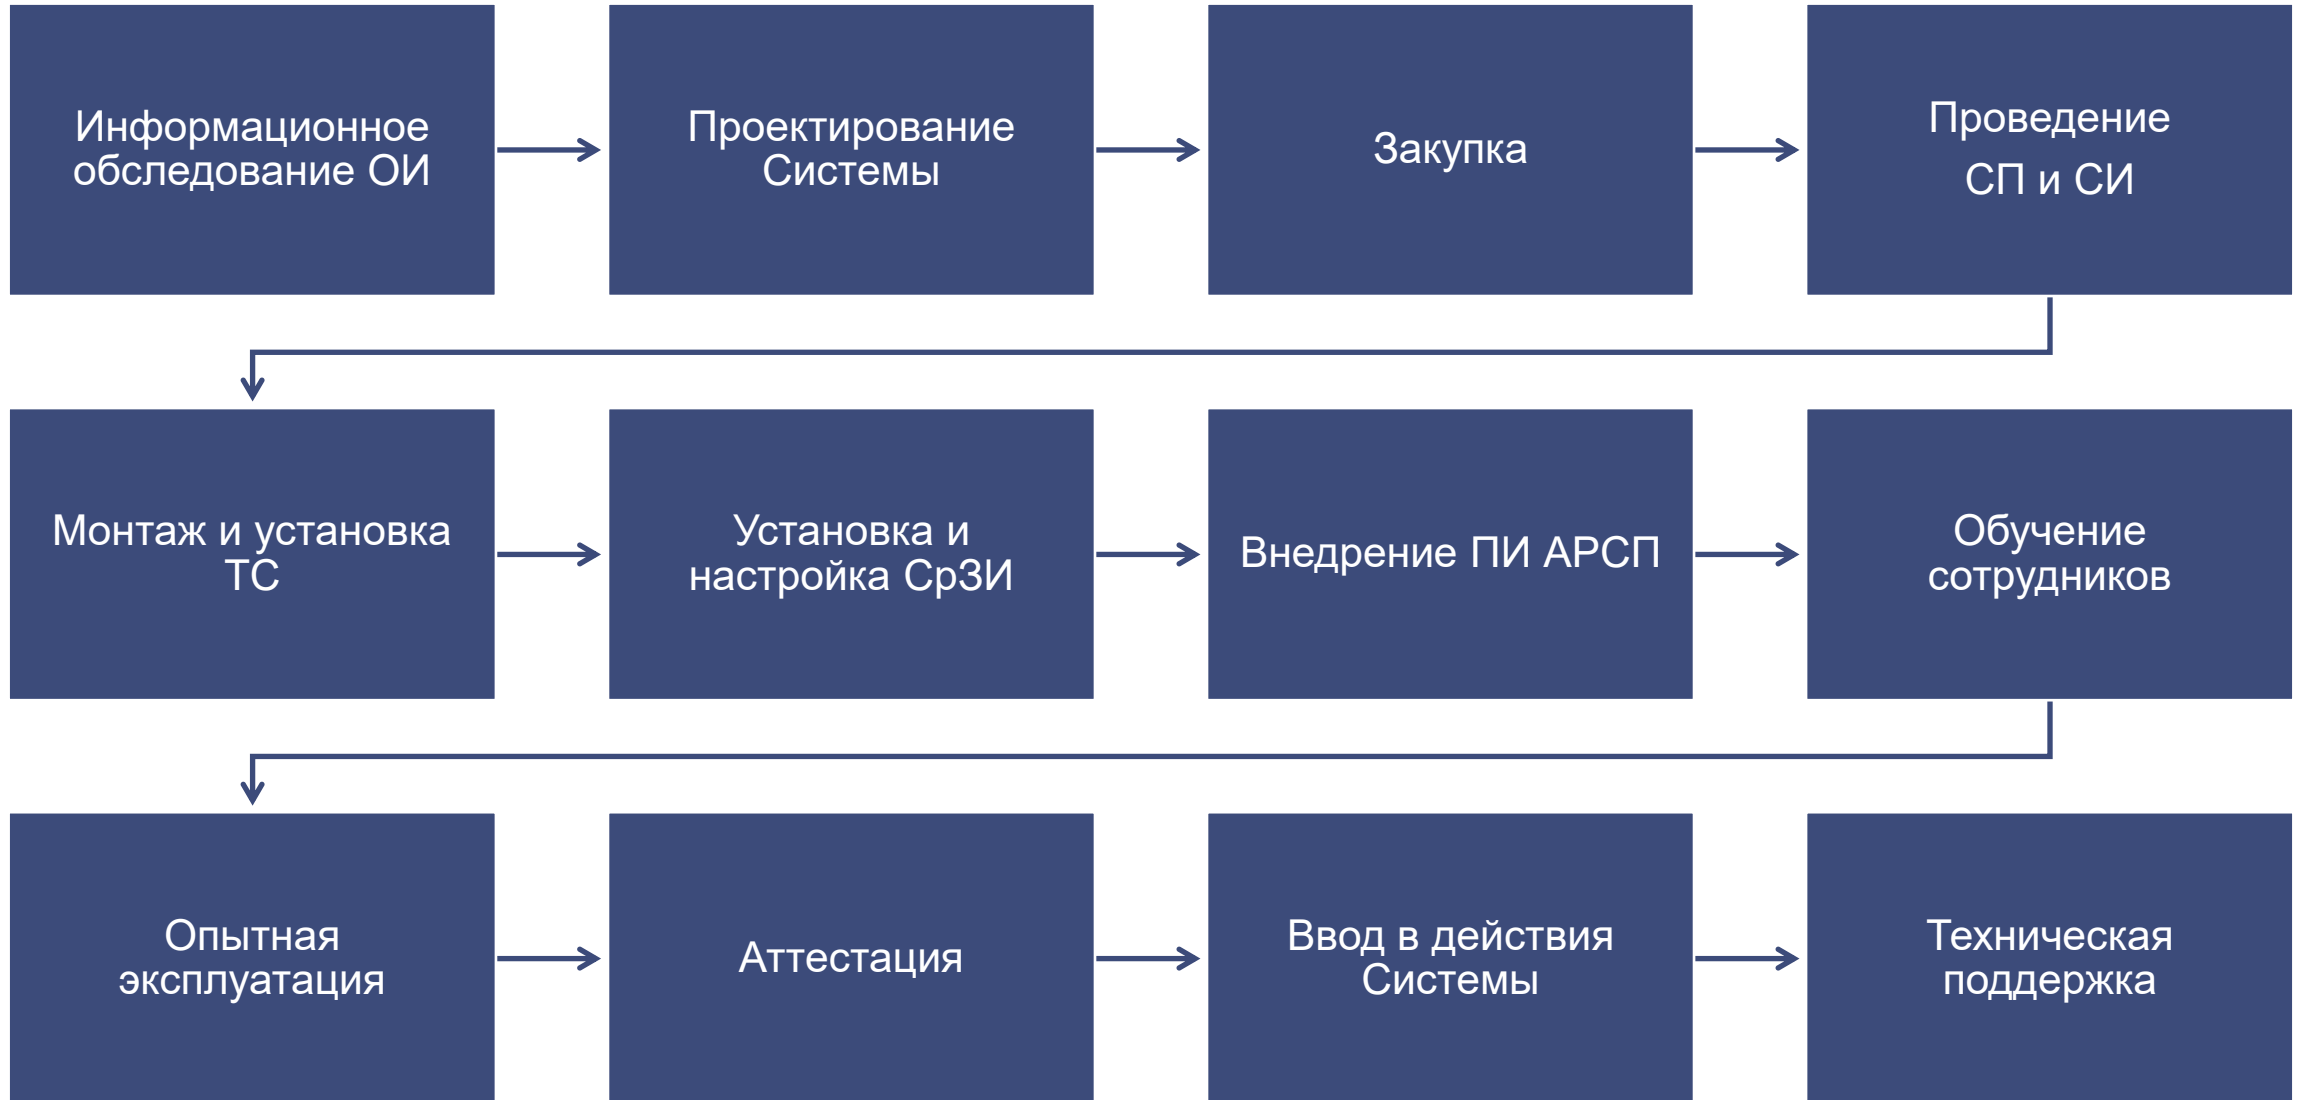 Информационное
обследование ОИ
Проектирование
Системы
Закупка
Проведение
СП и СИ
Монтаж и установка
ТС
Установка и
настройка СрЗИ
Внедрение ПИ АРСП
Обучение
сотрудников
Опытная
эксплуатация
Аттестация
Ввод в действия
Системы
Техническая
поддержка